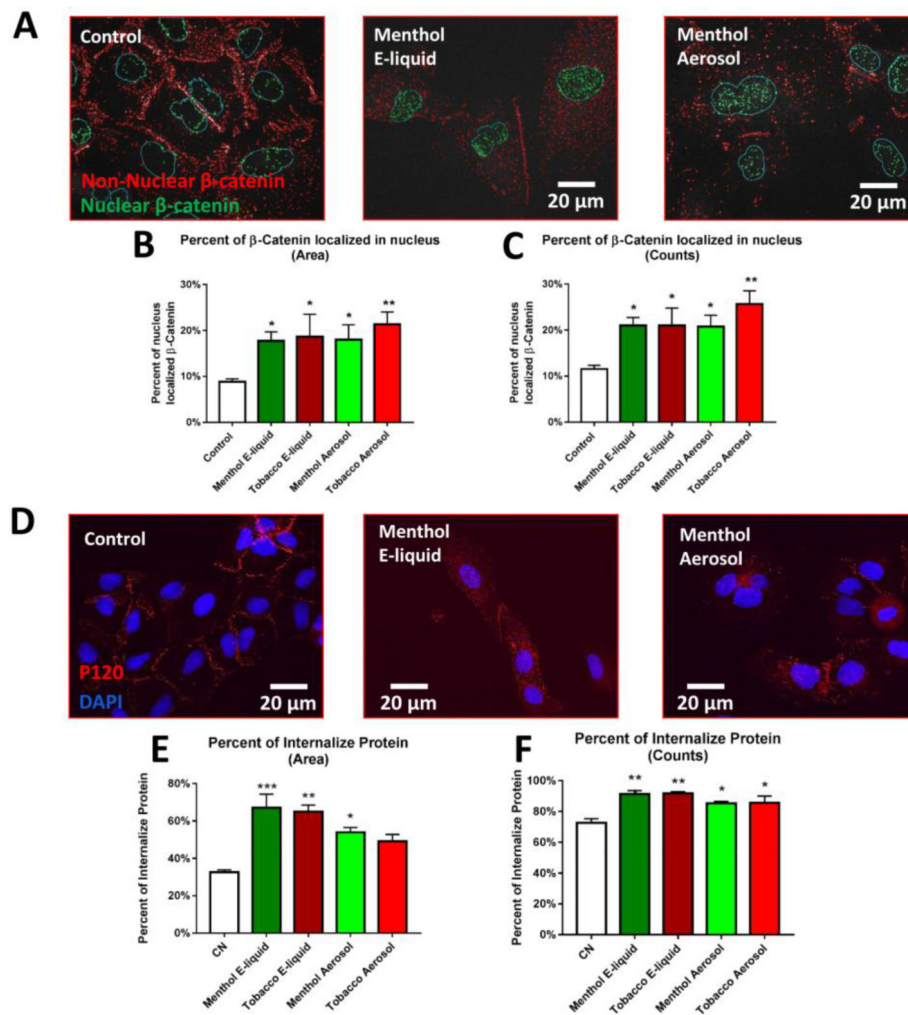 A
Control
Non-Nuclear β-catenin
Nuclear β-catenin
Menthol
E-liquid
20 μm
Menthol
Aerosol
20 μm
B
Percent of β-Catenin localized in nucleus
(Area)
Percent of nucleus
localized β-Catenin
30%
20%
10%
0%
*
*
*
**
Control
Menthol E-liquid
Tobacco E-liquid
Menthol Aerosol
Tobacco Aerosol
C
Percent of β-Catenin localized in nucleus
(Counts)
Percent of nucleus
localized β-Catenin
30%
20%
10%
0%
*
*
*
**
Control
Menthol E-liquid
Tobacco E-liquid
Menthol Aerosol
Tobacco Aerosol
D
Control
P120
DAPI
20 μm
Menthol
E-liquid
20 μm
Menthol
Aerosol
20 μm
E
Percent of Internalize Protein
(Area)
Percent of Internalize Protein
80%
60%
40%
20%
0%
***
**
*
CN
Menthol E-liquid
Tobacco E-liquid
Menthol Aerosol
Tobacco Aerosol
F
Percent of Internalize Protein
(Counts)
Percent of Internalize Protein
100%
80%
60%
40%
20%
0%
**
**
*
*
CN
Menthol E-liquid
Tobacco E-liquid
Menthol Aerosol
Tobacco Aerosol